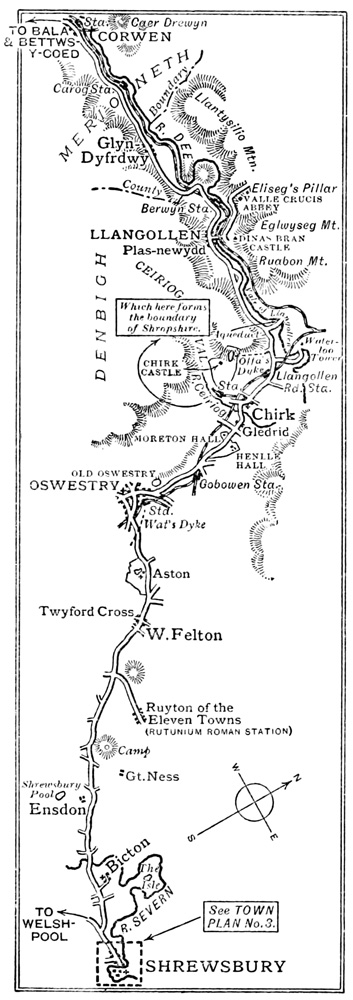 TO BALA
& BETTWS-
Y-COED
Sta.
Caer Drewyn
CORWEN
Carog Sta.
MERIONETH
Boundary
R. DEE
Llantysilio Mtn.
Glyn-
Dyfrdwy
County
Berwyn Sta.
Eliseg's Pillar
VALLE CRUCIS
ABBEY
Eglwyseg Mt.
LLANGOLLEN
Plas-newydd
DINAS BRAN
CASTLE
Ruabon Mt.
DENBIGH
CEIRIOG
Which here forms
the boundary
of Shropshire.
Aqueduct
Water-
loo
Tower
CHIRK
CASTLE
Offa's
Dyke
Llangollen
Rd. Sta.
Sta.
Ceiriog
Chirk
Gledrid
MORETON HALL
HENLLE
HALL
OLD OSWESTRY
OSWESTRY
Gobowen Sta.
Sta.
Wat's Dyke
Aston
Twyford Cross
W. Felton
Ruyton of the
Eleven Towns
(RUTUNIUM ROMAN STATION)
Camp
Gt. Ness
Shrewsbury
Pool
Ensdon
W
N
S
E
Bicton
The
Isle
R. SEVERN
TO
WELSH-
POOL
See TOWN
PLAN No. 3.
SHREWSBURY